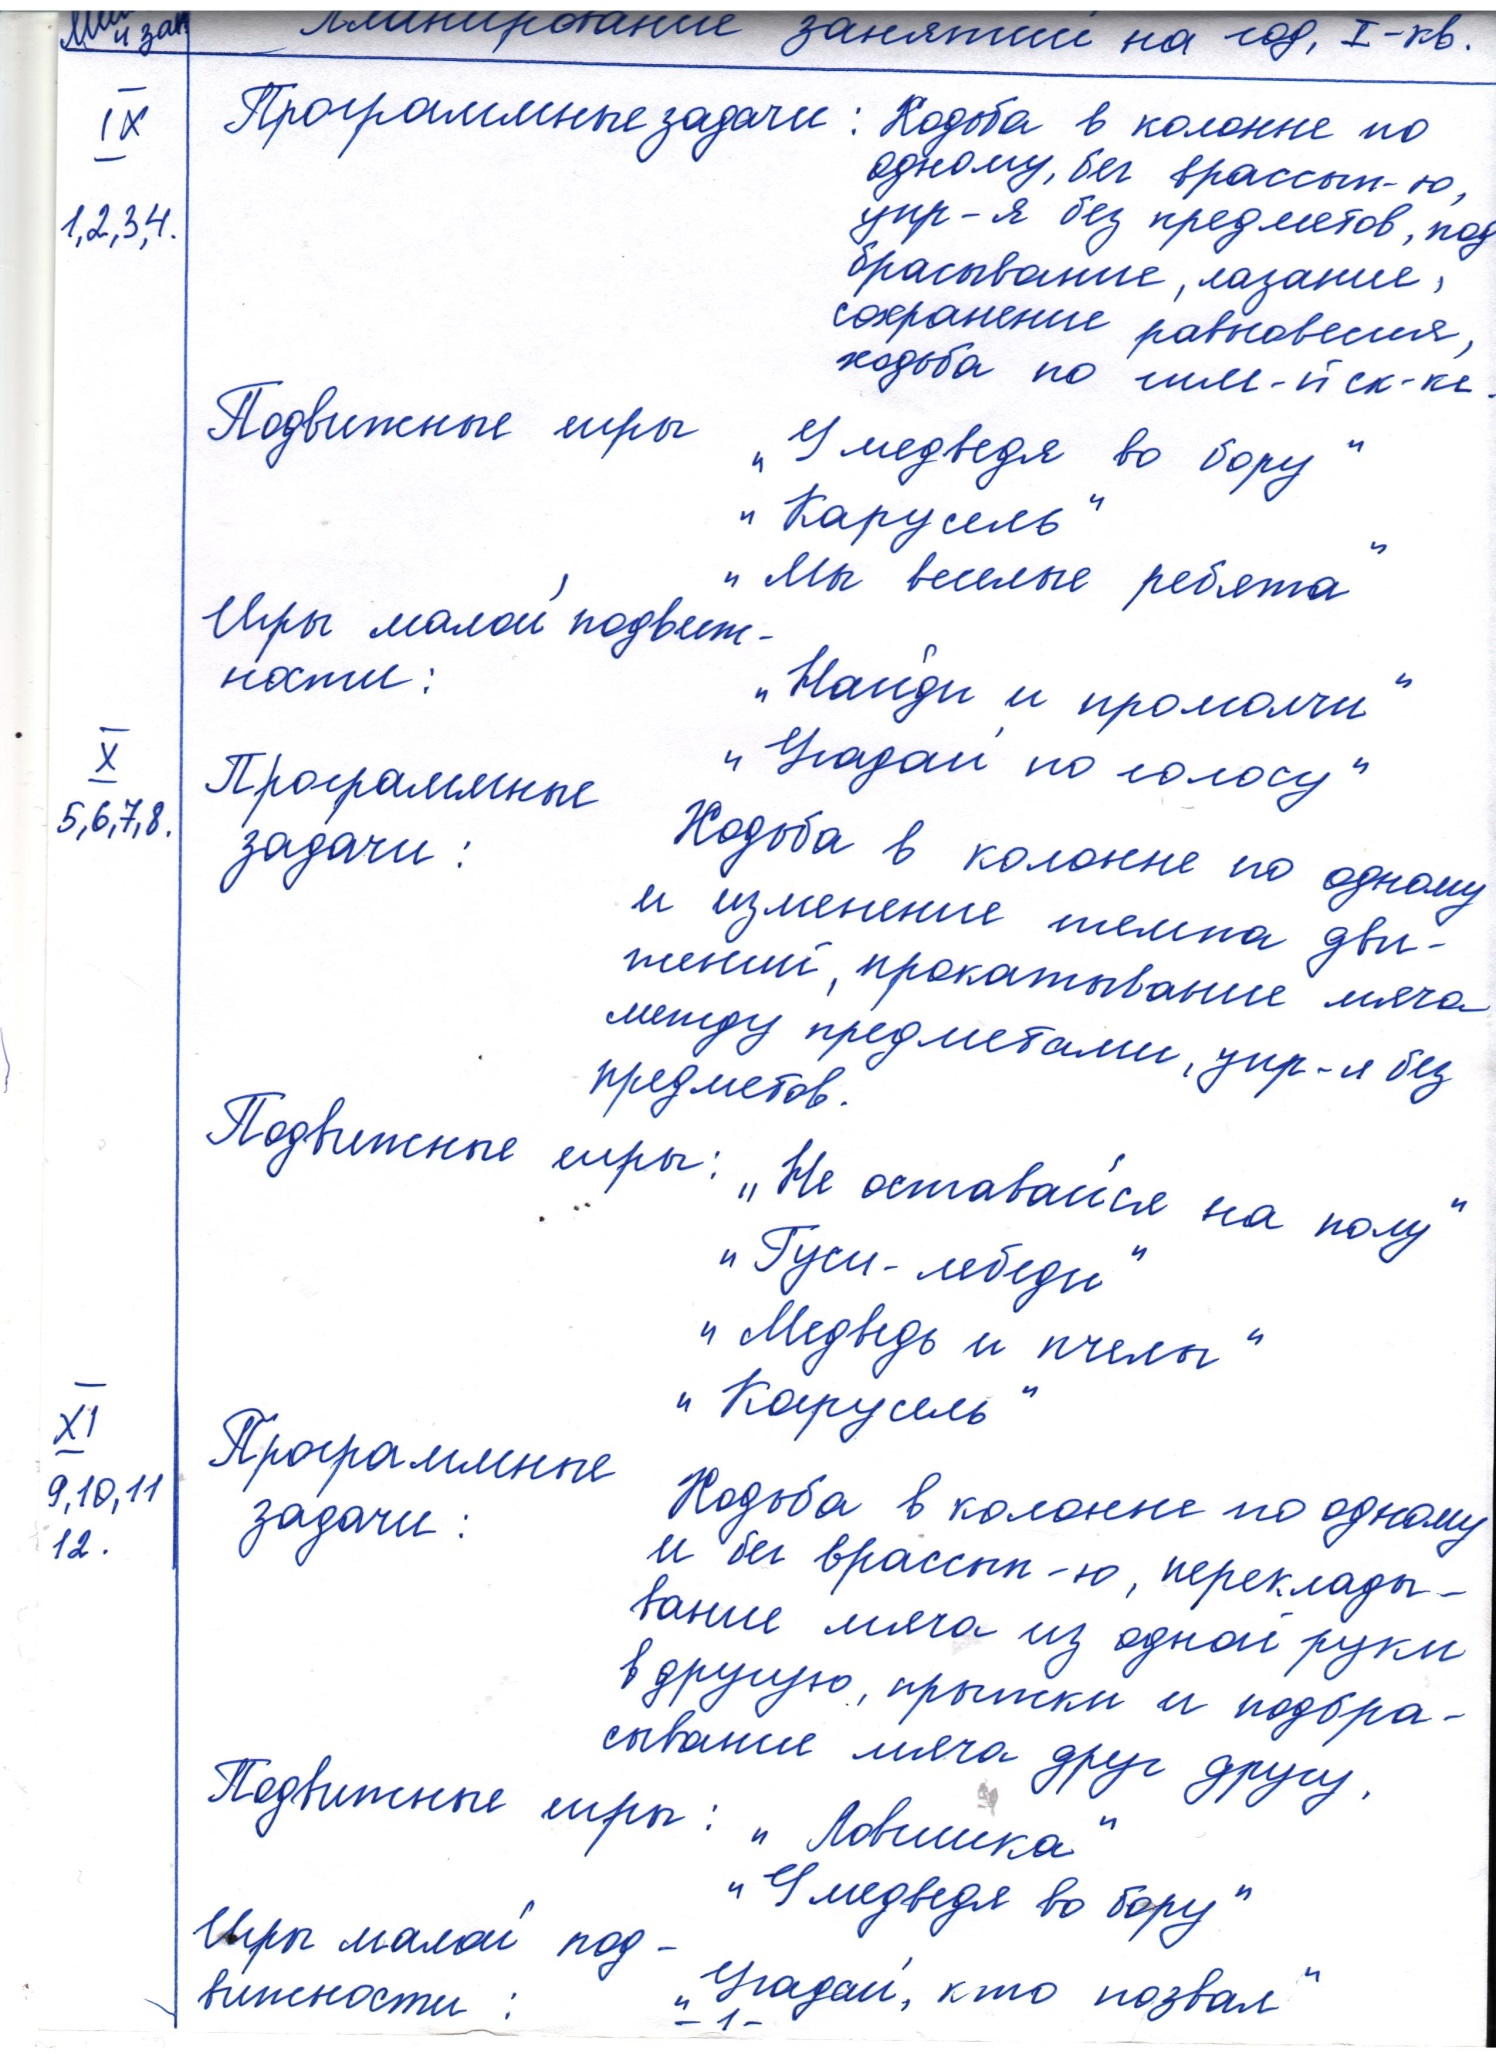 и зан. Планирование занятий на год, I-кв.
IX Программные задачи: Ходьба в колонне по
одному, бег врассып-ю,
1,2,3,4. упр-я без предметов, под
брасывание, лазание,
сохранение равновесия,
ходьба по гим-й ск-ке.
Подвижные игры „У медведя во бору"
„Карусель"
„Мы веселые ребята"
Игры малой подвиж-
ности: „Найди и промолчи"
„Угадай по голосу"
X Программные
5,6,7,8. задачи: Ходьба в колонне по одному
и изменение темпа дви-
жений, прокатывание мяча
между предметами, упр-я без
предметов.
Подвижные игры: „Не оставайся на полу"
„Гуси-лебеди"
„Медведь и пчелы"
„Карусель"
XI Программные
9,10,11 задачи: Ходьба в колонне по одному
12. и бег врассып-ю, перекла​ды-
вание мяча из одной руки
в другую, прыжки и подбра-
сывание мяча друг другу.
Подвижные игры: „Ловишка"
„У медведя во бору"
Игры малой под-
вижности: „Угадай, кто позвал"
-1-